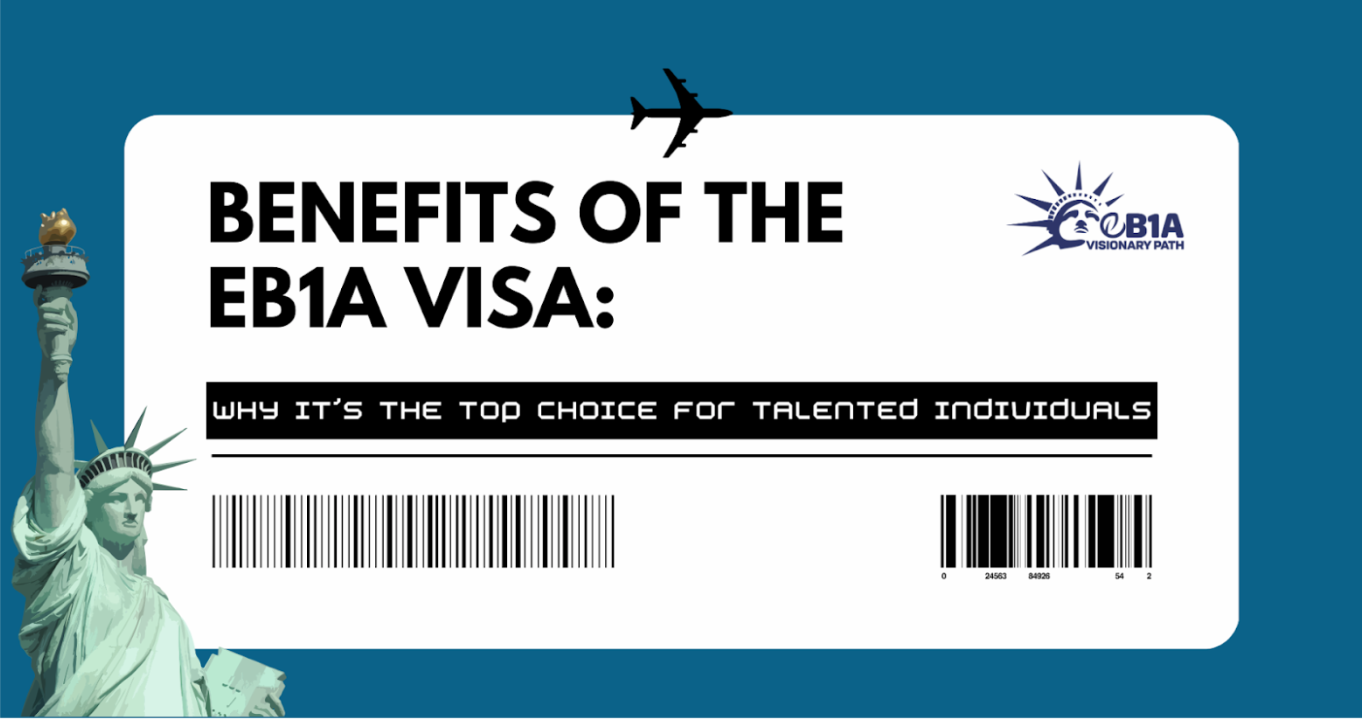 BENEFITS OF THE
EB1A VISA:
eB1A
VISIONARY PATH
WHY IT'S THE TOP CHOICE FOR TALENTED INDIVIDUALS
0 24563 84926 54 2